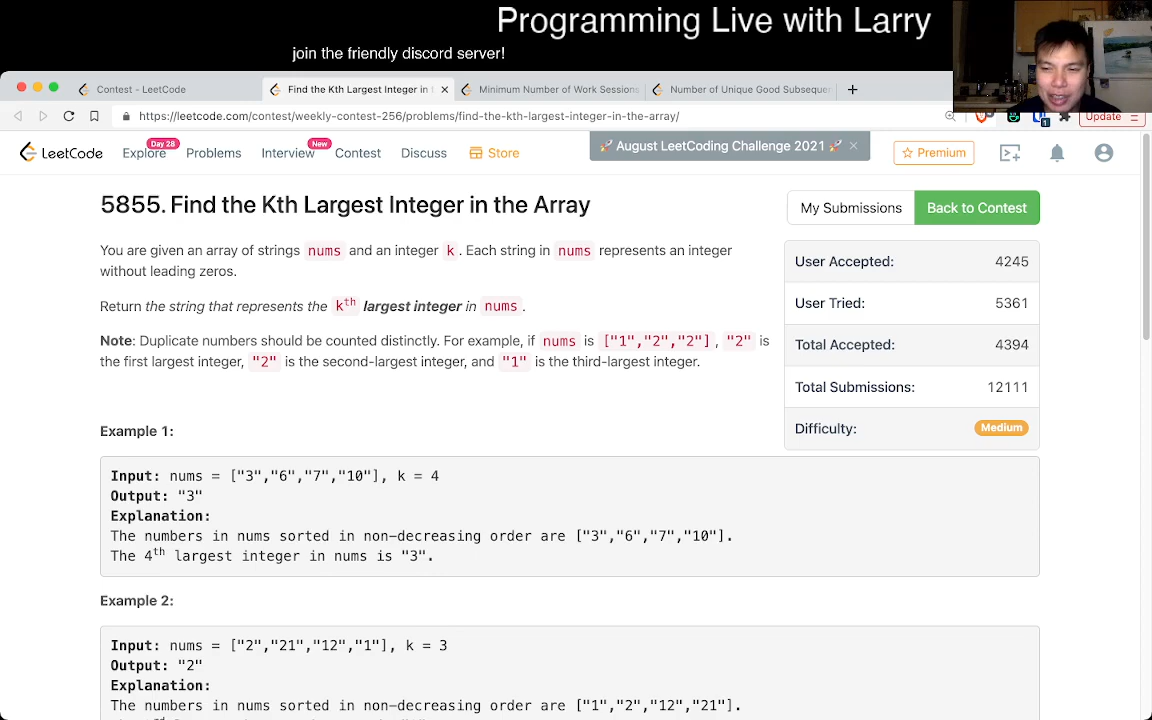 Programming Live with Larry
join the friendly discord server!
Contest - LeetCode
Find the Kth Largest Integer in t
Minimum Number of Work Sessions
Number of Unique Good Subseque
https://leetcode.com/contest/weekly-contest-256/problems/find-the-kth-largest-integer-in-the-array/
Update
LeetCode
Explore
Day 28
Problems
Interview
New
Contest
Discuss
Store
🚀 August LeetCoding Challenge 2021 🚀
Premium
5855. Find the Kth Largest Integer in the Array
My Submissions
Back to Contest
You are given an array of strings nums and an integer k. Each string in nums represents an integer
without leading zeros.
Return the string that represents the kth largest integer in nums.
Note: Duplicate numbers should be counted distinctly. For example, if nums is ["1","2","2"], "2" is
the first largest integer, "2" is the second-largest integer, and "1" is the third-largest integer.
User Accepted: 4245
User Tried: 5361
Total Accepted: 4394
Total Submissions: 12111
Difficulty: Medium
Example 1:
Input: nums = ["3","6","7","10"], k = 4
Output: "3"
Explanation:
The numbers in nums sorted in non-decreasing order are ["3","6","7","10"].
The 4th largest integer in nums is "3".
Example 2:
Input: nums = ["2","21","12","1"], k = 3
Output: "2"
Explanation:
The numbers in nums sorted in non-decreasing order are ["1","2","12","21"].